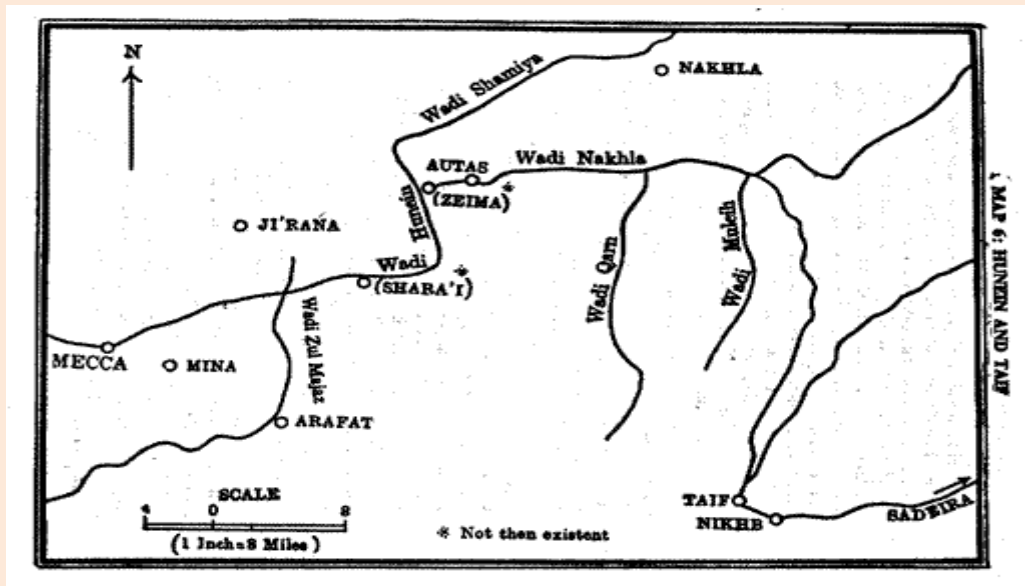 N
Wadi Shamiya
NAKHLA
AUTAS
Wadi Nakhla
(ZEIMA)*
Hunein
JI'RANA
Wadi
(SHARA'I)*
Wadi Qarn
Wadi Muleih
Wadi Zul Majaz
MECCA
MINA
ARAFAT
SCALE
4 0 8
(1 Inch=8 Miles)
* Not then existent
TAIF
NIKHB
SADEIRA
MAP 6: HUNEIN AND TAIF